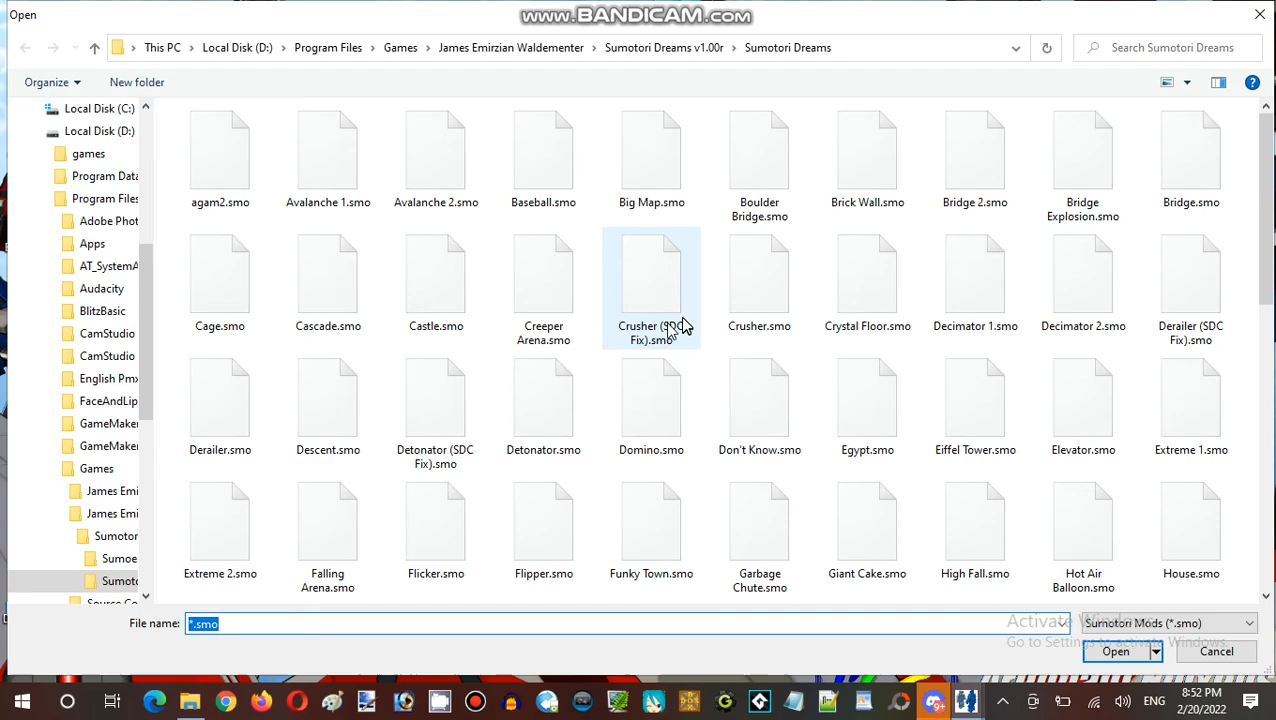 Open
WWW.BANDICAM.COM
This PC > Local Disk (D:) > Program Files > Games > James Emirzian Waldementer > Sumotori Dreams v1.00r > Sumotori Dreams
Search Sumotori Dreams
Organize
New folder
Local Disk (C:)
Local Disk (D:)
games
Program Data
Program Files
Adobe Phot
Apps
AT_SystemA
Audacity
BlitzBasic
CamStudio
CamStudio
English Pmx
FaceAndLip
GameMaker
GameMaker
Games
James Emi
James Emi
Sumotor
Sumoe
Sumoto
Source Co
agam2.smo
Avalanche 1.smo
Avalanche 2.smo
Baseball.smo
Big Map.smo
Boulder
Bridge.smo
Brick Wall.smo
Bridge 2.smo
Bridge
Explosion.smo
Bridge.smo
Cage.smo
Cascade.smo
Castle.smo
Creeper
Arena.smo
Crusher (SDC
Fix).smo
Crusher.smo
Crystal Floor.smo
Decimator 1.smo
Decimator 2.smo
Derailer (SDC
Fix).smo
Derailer.smo
Descent.smo
Detonator (SDC
Fix).smo
Detonator.smo
Domino.smo
Don't Know.smo
Egypt.smo
Eiffel Tower.smo
Elevator.smo
Extreme 1.smo
Extreme 2.smo
Falling
Arena.smo
Flicker.smo
Flipper.smo
Funky Town.smo
Garbage
Chute.smo
Giant Cake.smo
High Fall.smo
Hot Air
Balloon.smo
House.smo
File name:
*.smo
Sumotori Mods (*.smo)
Activate Windows
Go to Settings to activate Windows.
Open
Cancel
ENG
8:52 PM
2/20/2022